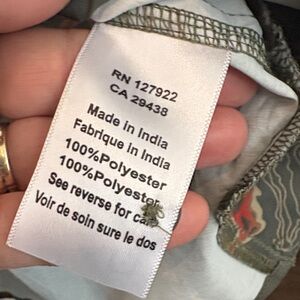 RN 127922
CA 29438
Made in India
Fabrique in India
100%Polyester
100%Polyester
See reverse for care
Voir de soin sure le dos